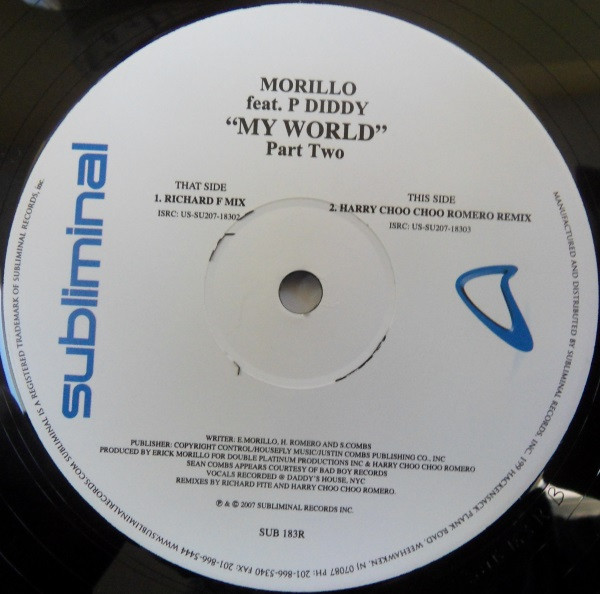 MORILLO
feat. P DIDDY
“MY WORLD”
Part Two
THAT SIDE
1. RICHARD F MIX
ISRC: US-SU207-18302
THIS SIDE
2. HARRY CHOO CHOO ROMERO REMIX
ISRC: US-SU207-18303
subliminal
WRITER: E.MORILLO, H. ROMERO AND S.COMBS
PUBLISHER: COPYRIGHT CONTROL/HOUSEFLY MUSIC/JUSTIN COMBS PUBLISHING CO., INC
PRODUCED BY ERICK MORILLO FOR DOUBLE PLATINUM PRODUCTIONS INC & HARRY CHOO CHOO ROMERO
SEAN COMBS APPEARS COURTESY OF BAD BOY RECORDS
VOCALS RECORDED @ DADDY'S HOUSE, NYC
REMIXES BY RICHARD PITE AND HARRY CHOO CHOO ROMERO.
℗ & © 2007 SUBLIMINAL RECORDS INC.
SUB 183R
MANUFACTURED AND DISTRIBUTED BY SUBLIMINAL RECORDS, INC. 199 HACKENSACK PLANK ROAD, WEEHAWKEN, NJ 07087 PH: 201-866-5340 FAX: 201-866-5444 WWW.SUBLIMINALRECORDS.COM SUBLIMINAL IS A REGISTERED TRADEMARK OF SUBLIMINAL RECORDS, inc.